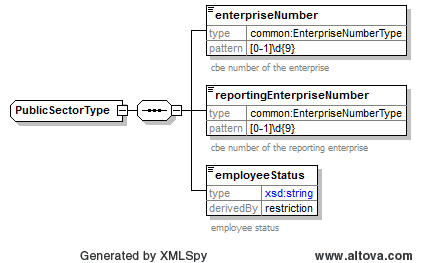 enterpriseNumber
type common:EnterpriseNumberType
pattern [0-1]\d{9}
cbe number of the enterprise
reportingEnterpriseNumber
type common:EnterpriseNumberType
pattern [0-1]\d{9}
cbe number of the reporting enterprise
PublicSectorType
employeeStatus
type xsd:string
derivedBy restriction
employee status
Generated by XMLSpy www.altova.com